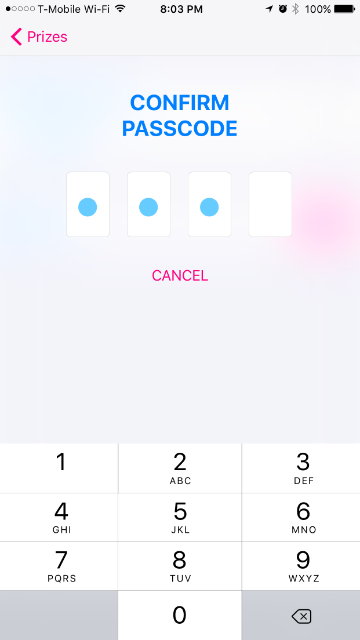 T-Mobile Wi-Fi 8:03 PM 100%
Prizes
CONFIRM
PASSCODE
CANCEL
1 2 3
ABC DEF
4 5 6
GHI JKL MNO
7 8 9
PQRS TUV WXYZ
0